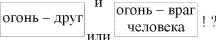 огонь – друг
и
или
огонь – враг
человека
! ?